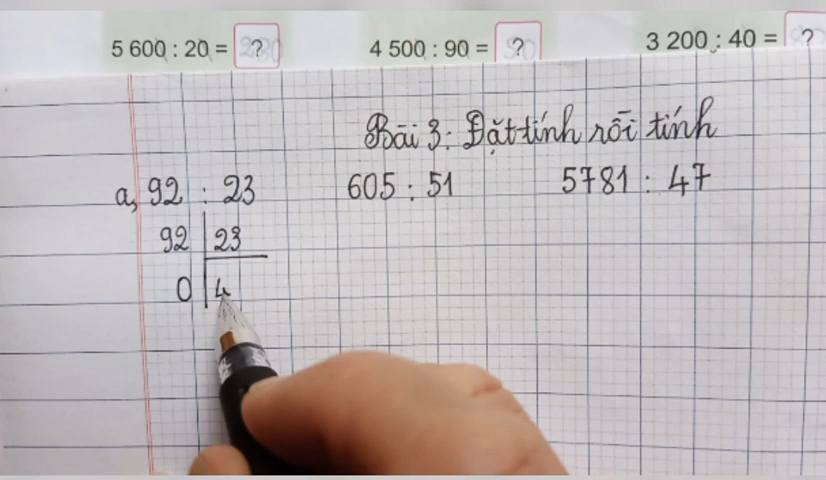 5 600 : 20 = ? 4 500 : 90 = ? 3 200 : 40 = ?
Bài 3: Đặt tính rồi tính
a, 92 : 23 605 : 51 5781 : 47
92 23
0 4